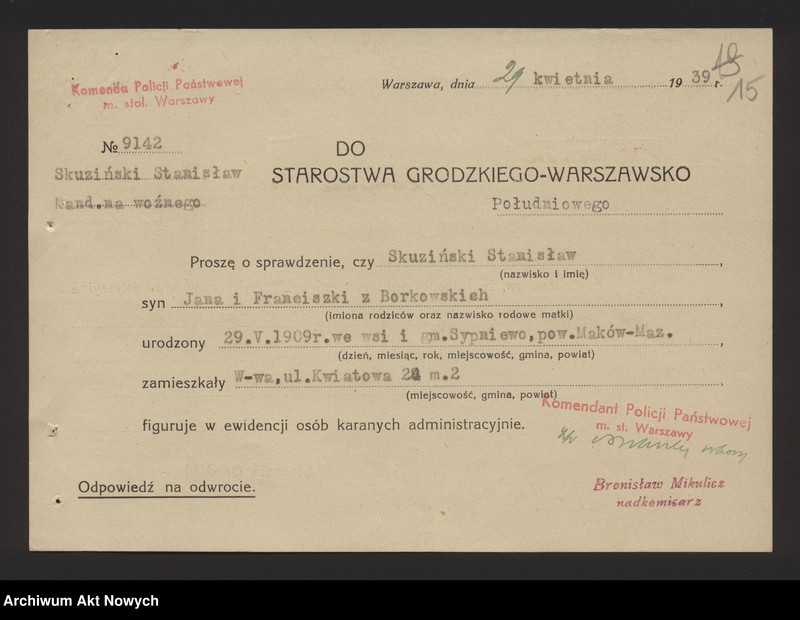 Komenda Policji Państwowej
m. stol. Warszawy
Warszawa, dnia 29 kwietnia 1939 r.
18
15
№ 9142
Skuziński Stanisław
Kand.na woźnego
DO
STAROSTWA GRODZKIEGO-WARSZAWSKO
Południowego
Proszę o sprawdzenie, czy Skuziński Stanisław,
(nazwisko i imię)
syn Jana i Franciszki z Borkowskich,
(imiona rodziców oraz nazwisko rodowe matki)
urodzony 29.V.1909r.we wsi i gm.Sypniewo,pow.Maków-Maz.,
(dzień, miesiąc, rok, miejscowość, gmina, powiat)
zamieszkały W-wa,ul.Kwiatowa 24 m.2,
(miejscowość, gmina, powiat)
figuruje w ewidencji osób karanych administracyjnie.
Komendant Policji Państwowej
m. st. Warszawy
Odpowiedź na odwrocie.
Bronisław Mikulicz
nadkomisarz
Archiwum Akt Nowych